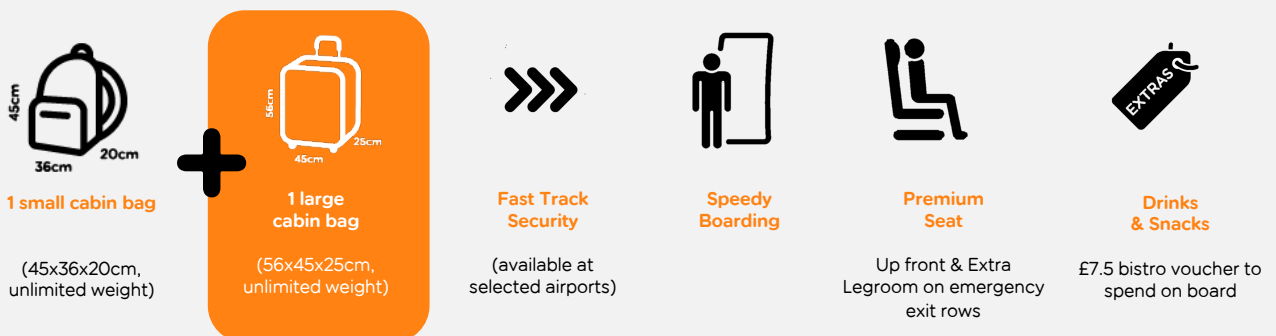 45cm
36cm
20cm
1 small cabin bag
(45x36x20cm,
unlimited weight)
56cm
45cm
25cm
1 large
cabin bag
(56x45x25cm,
unlimited weight)
Fast Track
Security
(available at
selected airports)
Speedy
Boarding
Premium
Seat
Up front & Extra
Legroom on emergency
exit rows
EXTRAS
Drinks
& Snacks
£7.5 bistro voucher to
spend on board